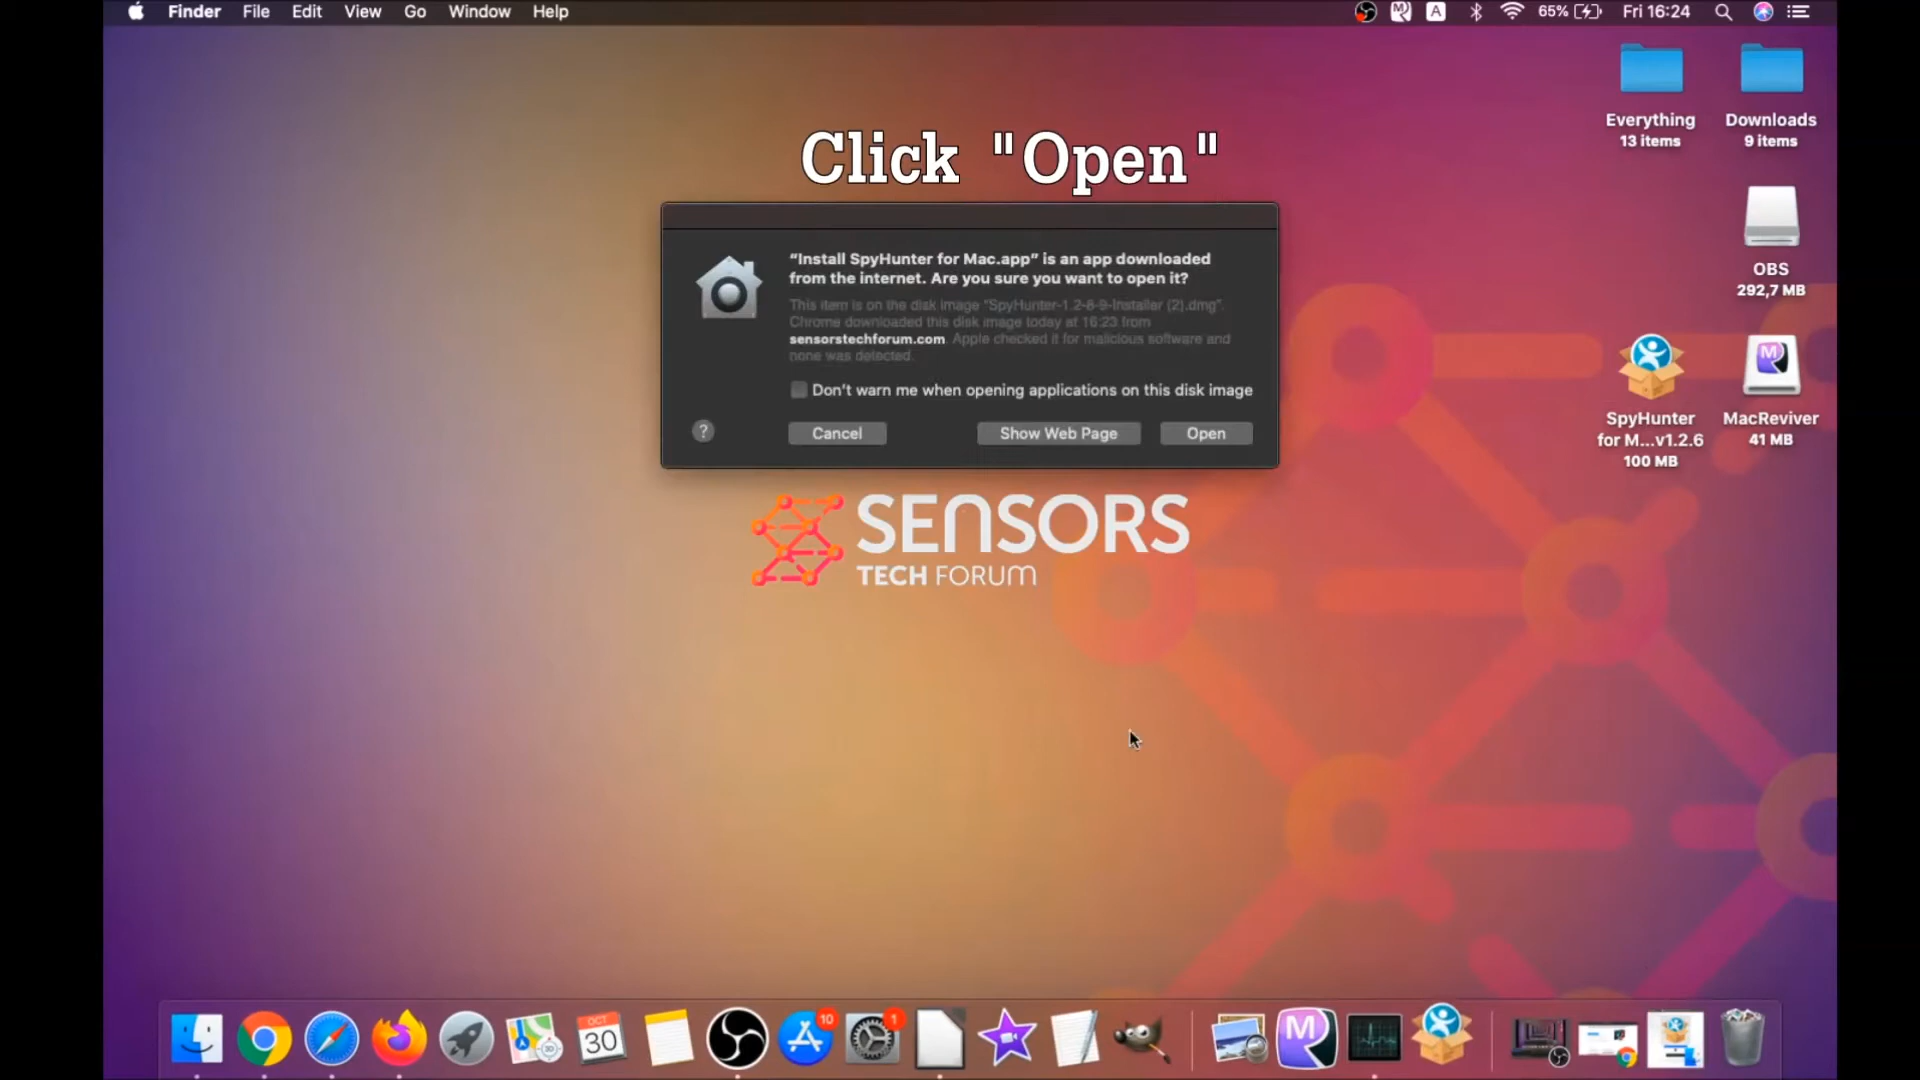 Finder File Edit View Go Window Help
A 65% Fri 16:24
Everything
13 items
Downloads
9 items
Click "Open"
OBS
292,7 MB
“Install SpyHunter for Mac.app” is an app downloaded
from the internet. Are you sure you want to open it?
This item is on the disk image “SpyHunter-1.2-8-9-Installer (2).dmg”.
Chrome downloaded this disk image today at 16:23 from
sensorstechforum.com. Apple checked it for malicious software and
none was detected.
Don’t warn me when opening applications on this disk image
? Cancel Show Web Page Open
SpyHunter
for M...v1.2.6
100 MB
M
MacReviver
41 MB
SENSORS
TECH FORUM
OCT
30
10
1
M